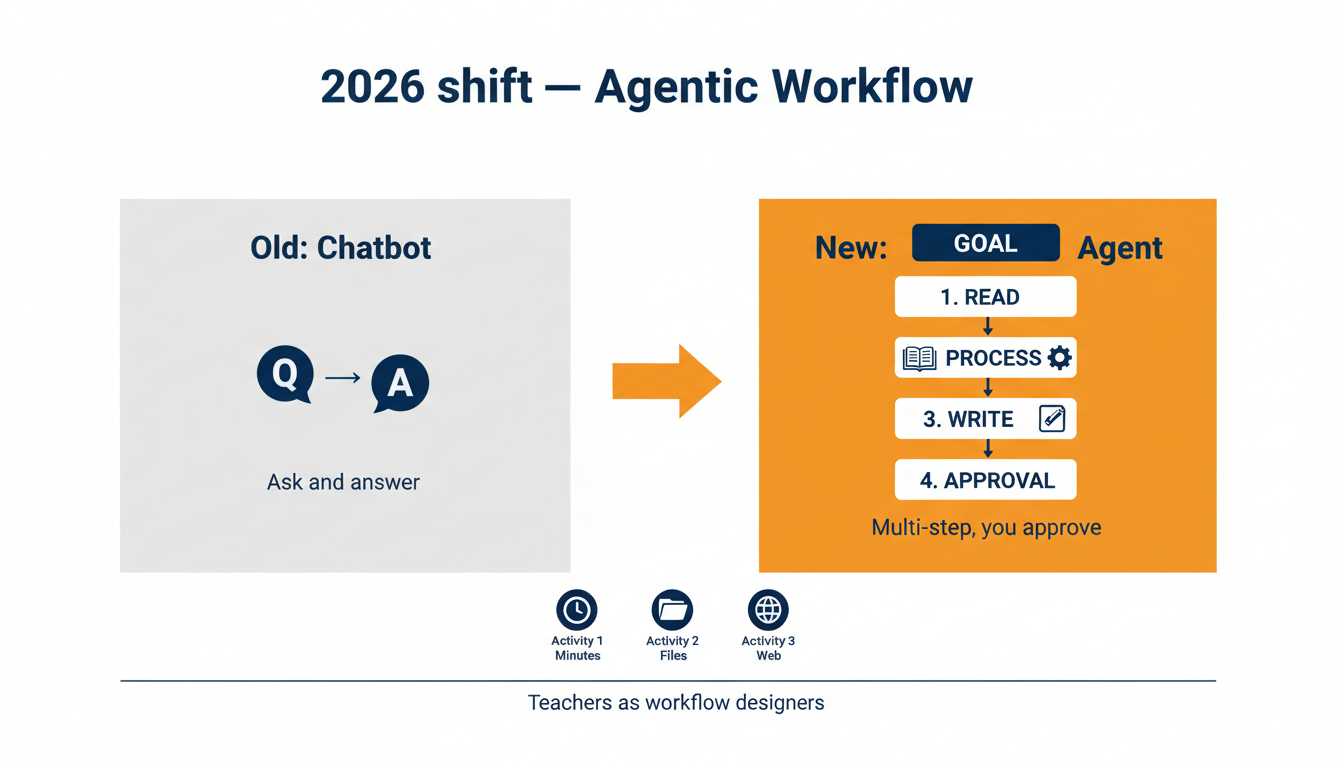 2026 shift — Agentic Workflow
Old: Chatbot
Q
A
Ask and answer
New:
GOAL
Agent
1. READ
PROCESS
3. WRITE
4. APPROVAL
Multi-step, you approve
Activity 1
Minutes
Activity 2
Files
Activity 3
Web
Teachers as workflow designers